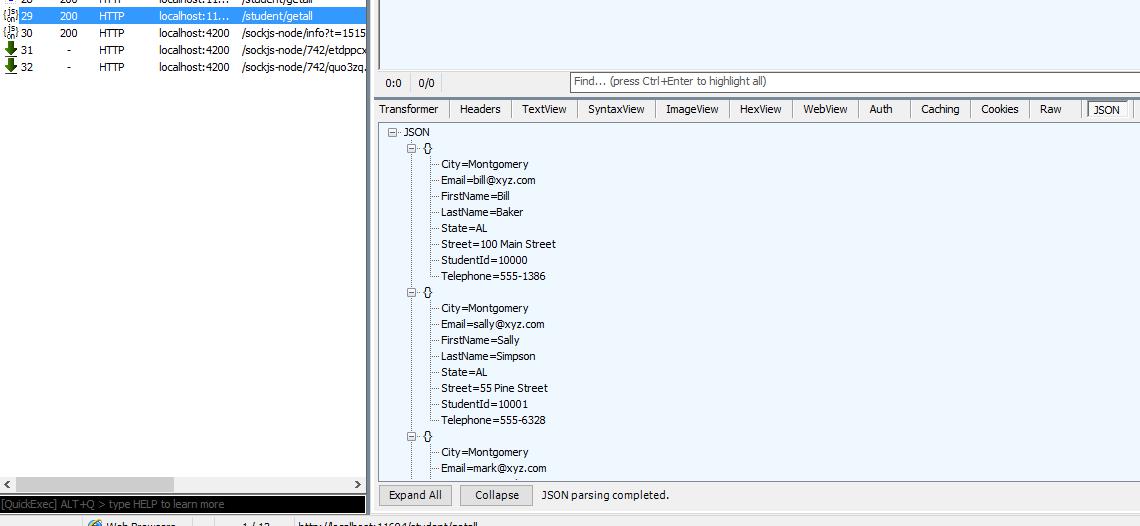 28 200 HTTP localhost:11... /student/getall
29 200 HTTP localhost:11... /student/getall
30 200 HTTP localhost:4200 /sockjs-node/info?t=1515
31 - HTTP localhost:4200 /sockjs-node/742/etdppcx
32 - HTTP localhost:4200 /sockjs-node/742/quo3zq.
0:0 0/0 Find... (press Ctrl+Enter to highlight all)
Transformer Headers TextView SyntaxView ImageView HexView WebView Auth Caching Cookies Raw JSON
JSON
{}
City=Montgomery
Email=bill@xyz.com
FirstName=Bill
LastName=Baker
State=AL
Street=100 Main Street
StudentId=10000
Telephone=555-1386
{}
City=Montgomery
Email=sally@xyz.com
FirstName=Sally
LastName=Simpson
State=AL
Street=55 Pine Street
StudentId=10001
Telephone=555-6328
{}
City=Montgomery
Email=mark@xyz.com
Expand All Collapse JSON parsing completed.
[QuickExec] ALT+Q > type HELP to learn more
Web Browsers 1 / 12 http://localhost:11604/student/getall